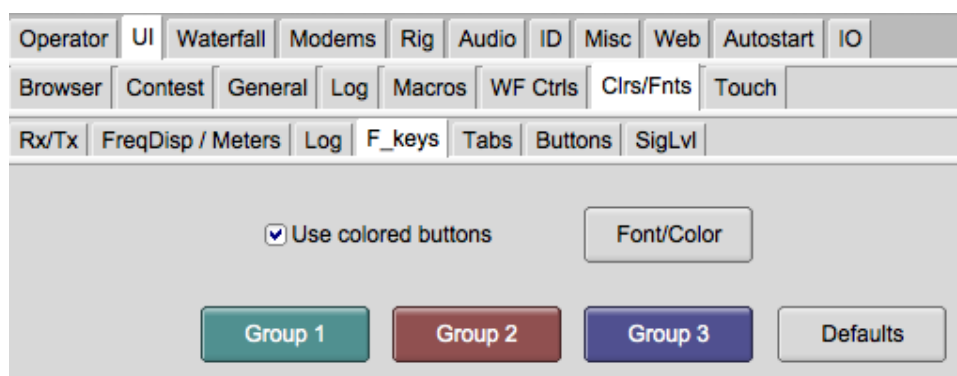 Operator UI Waterfall Modems Rig Audio ID Misc Web Autostart IO
Browser Contest General Log Macros WF Ctrls Clrs/Fnts Touch
Rx/Tx FreqDisp / Meters Log F_keys Tabs Buttons SigLvl
Use colored buttons Font/Color
Group 1 Group 2 Group 3 Defaults